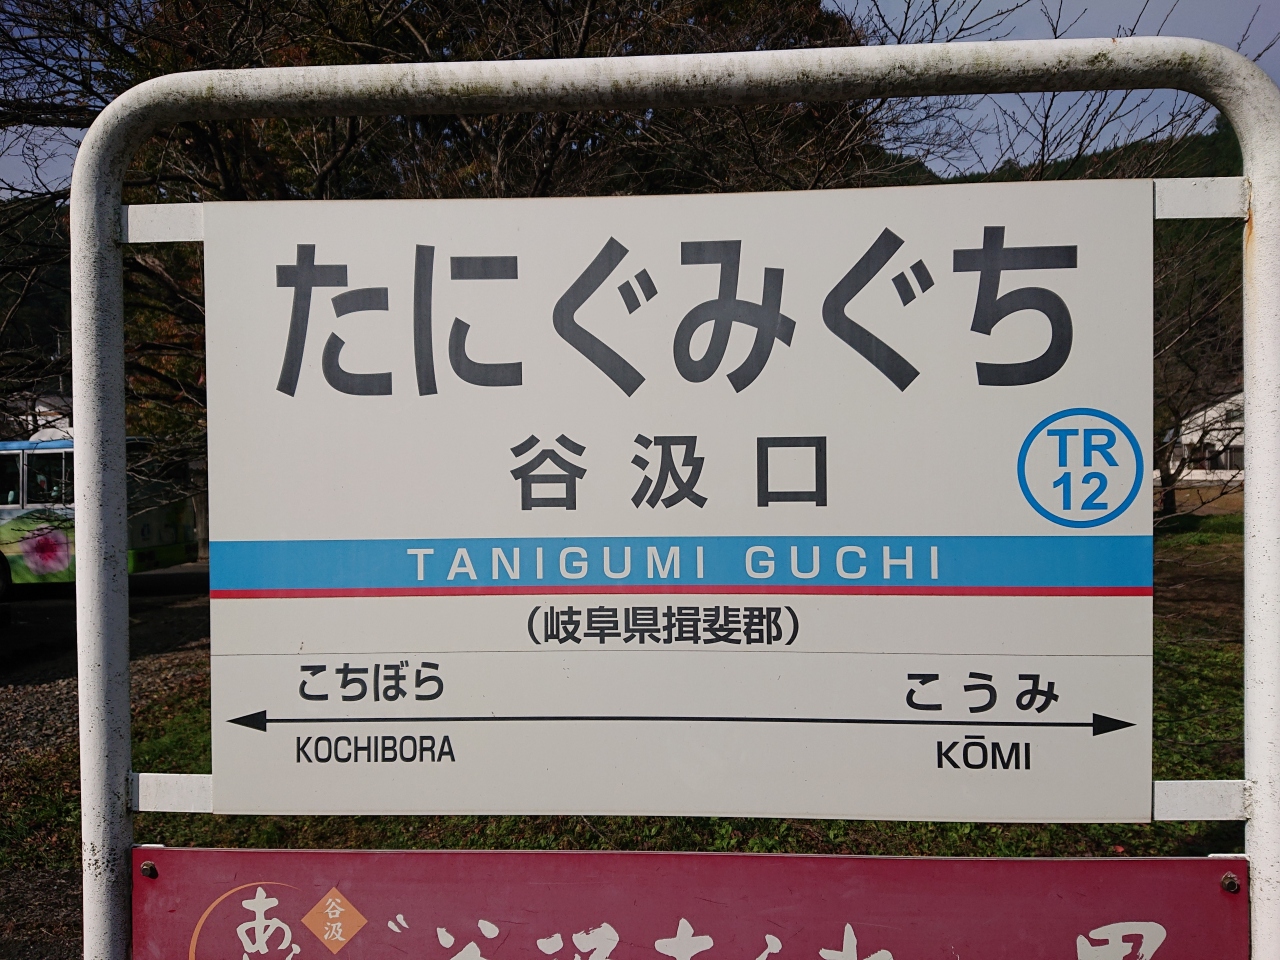 たにぐみぐち
谷汲口
TR
12
TANIGUMI GUCHI
(岐阜県揖斐郡)
こちぼら
こうみ
KOCHIBORA
KŌMI
谷汲